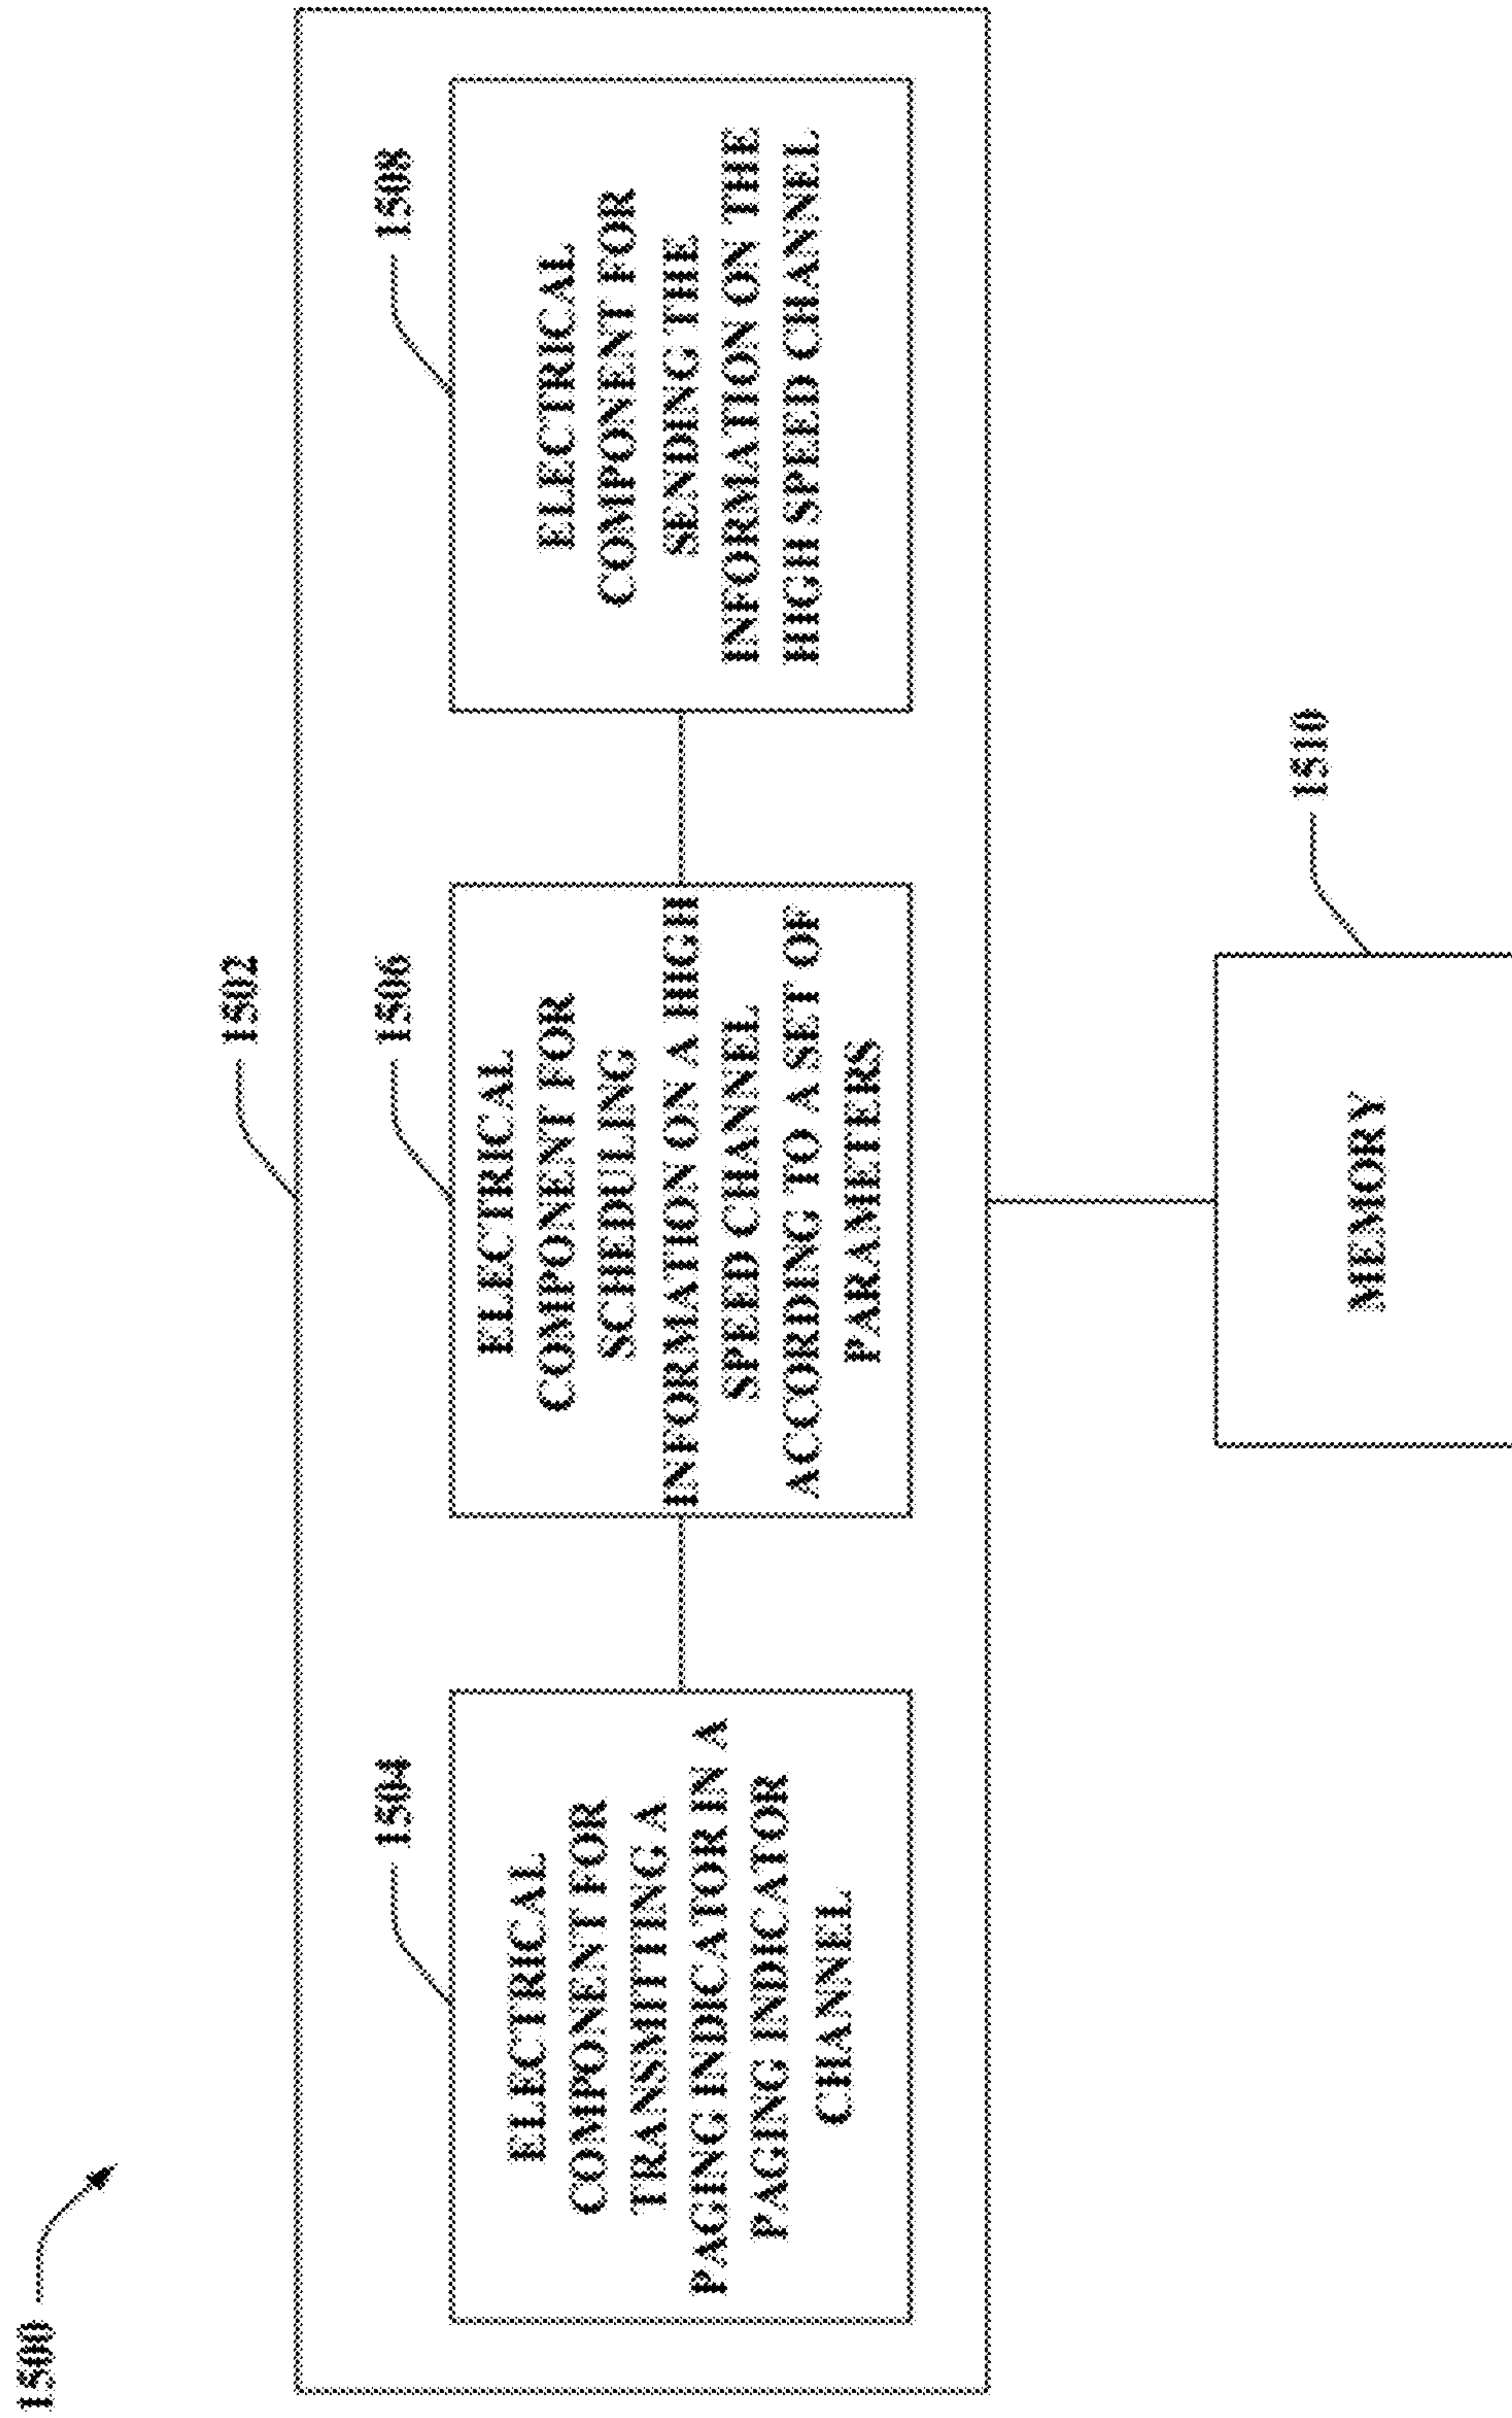 1500
1502
1504
ELECTRICAL
COMPONENT FOR
TRANSMITTING A
PAGING INDICATOR IN A
PAGING INDICATOR
CHANNEL
1506
ELECTRICAL
COMPONENT FOR
SCHEDULING
INFORMATION ON A HIGH
SPEED CHANNEL
ACCORDING TO A SET OF
PARAMETERS
1508
ELECTRICAL
COMPONENT FOR
SENDING THE
INFORMATION ON THE
HIGH SPEED CHANNEL
1510
MEMORY